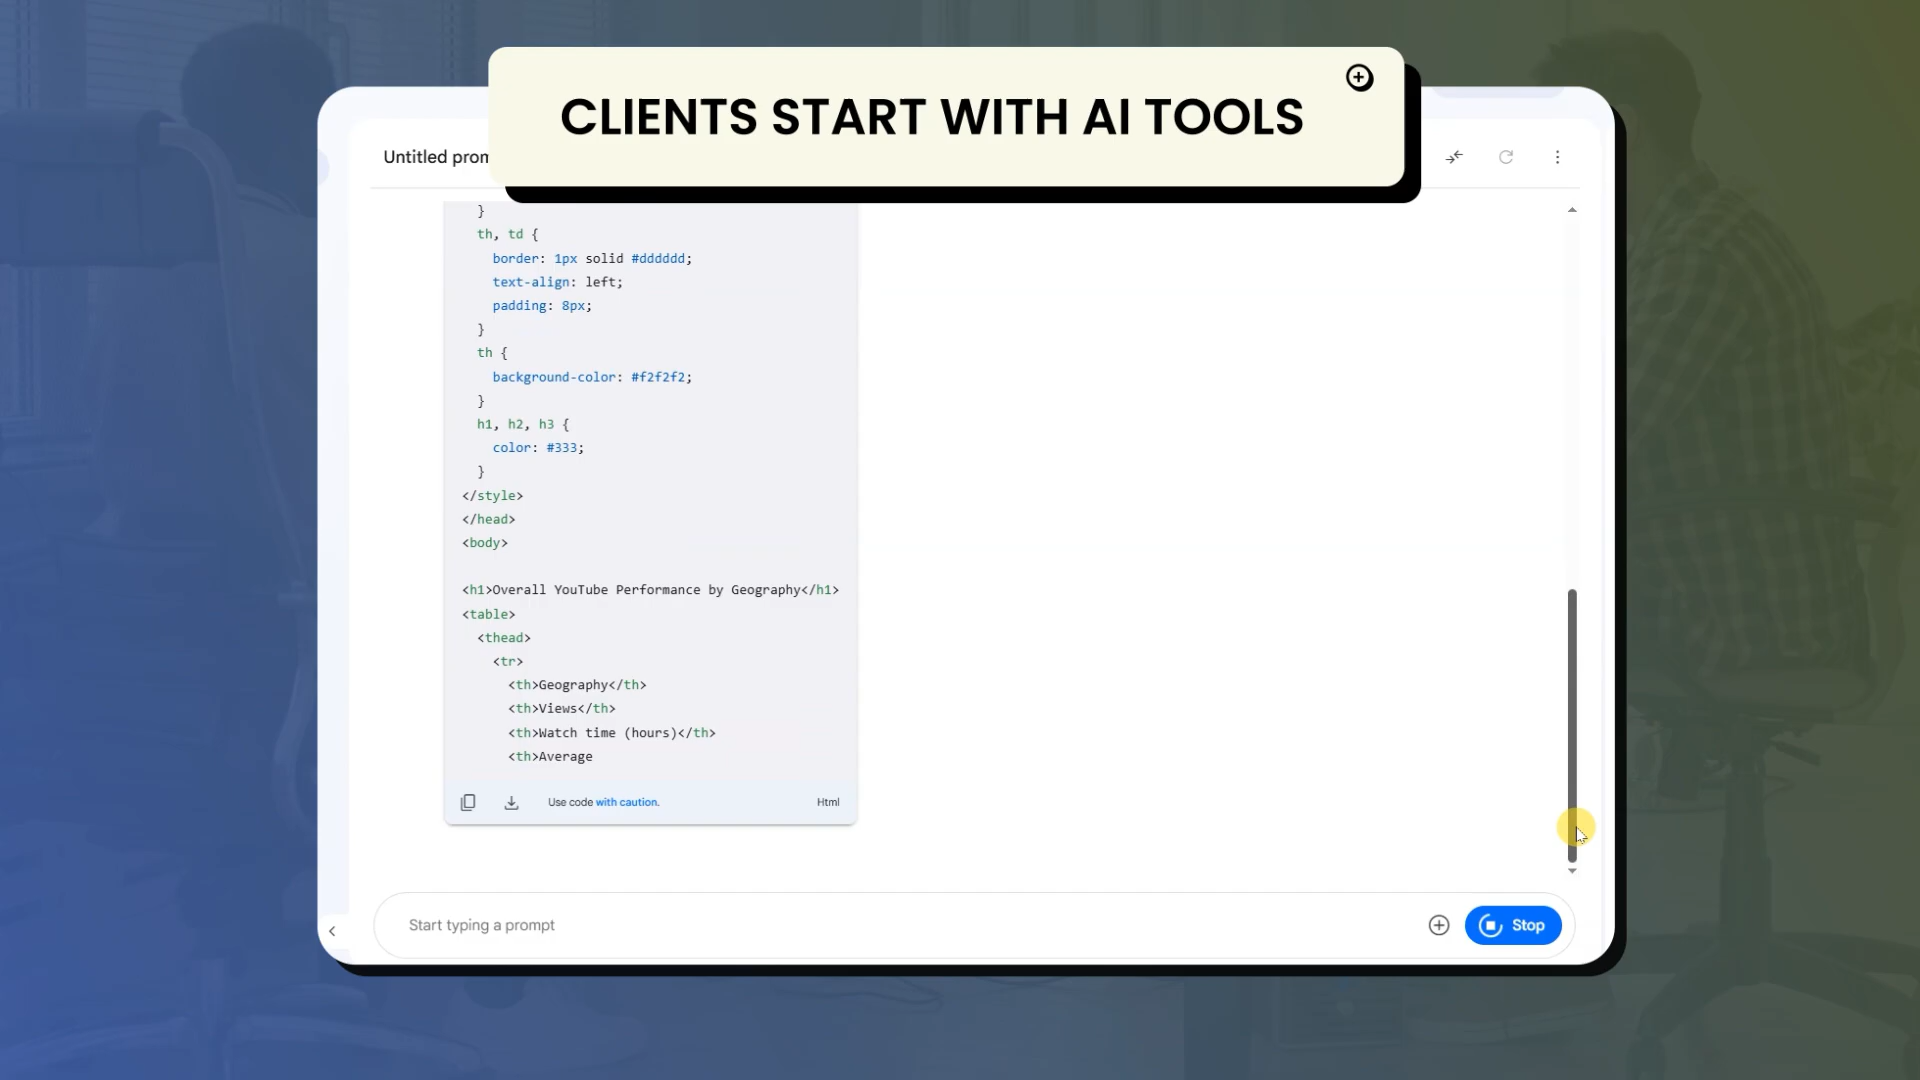 CLIENTS START WITH AI TOOLS
Untitled prom
}
th, td {
border: 1px solid #dddddd;
text-align: left;
padding: 8px;
}
th {
background-color: #f2f2f2;
}
h1, h2, h3 {
color: #333;
}
</style>
</head>
<body>
<h1>Overall YouTube Performance by Geography</h1>
<table>
<thead>
<tr>
<th>Geography</th>
<th>Views</th>
<th>Watch time (hours)</th>
<th>Average
Use code with caution. Html
Start typing a prompt Stop